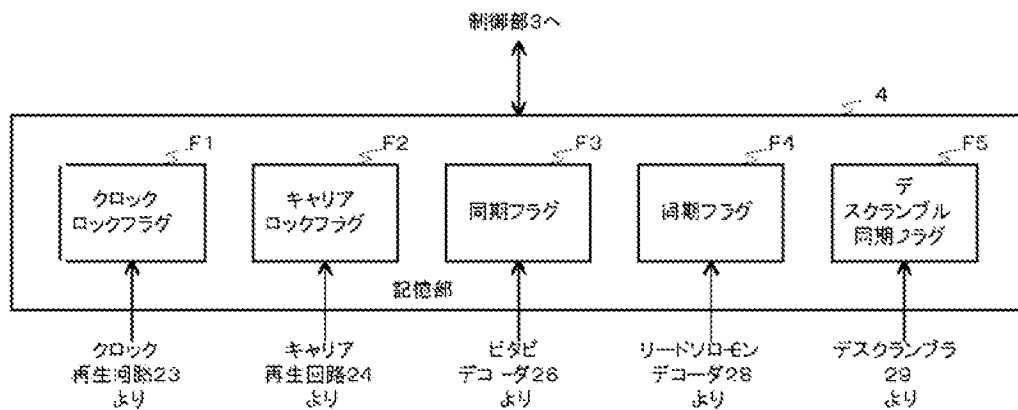 制御部3へ
4
F1
F2
F3
F4
F5
クロック
ロックフラグ
キャリア
ロックフラグ
同期フラグ
同期フラグ
デ
スクランブル
同期フラグ
記憶部
クロック
再生回路23
より
キャリア
再生回路24
より
ビタビ
デコーダ26
より
リードソロモン
デコーダ28
より
デスクランブラ
29
より